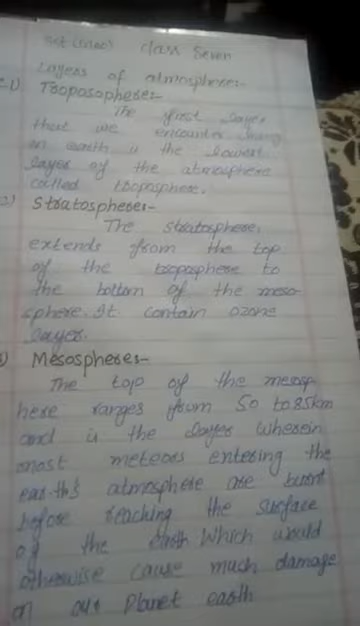 class Seven
Layers of atmosphere:-
1) Troposphere:-
The first layer
that we encounter living
on earth is the lowest
layer of the atmosphere
called troposphere.
2) Stratosphere:-
The stratosphere,
extends from the top
of the troposphere to
the bottom of the meso-
sphere. It contain ozone
layer.
Mesosphere:-
The top of the mesosp
here ranges from 50 to 85km
and is the layer wherein
most meteors entering the
earth's atmosphere are burnt
before reaching the surface
of the earth Which would
otherwise cause much damage
on our Planet earth